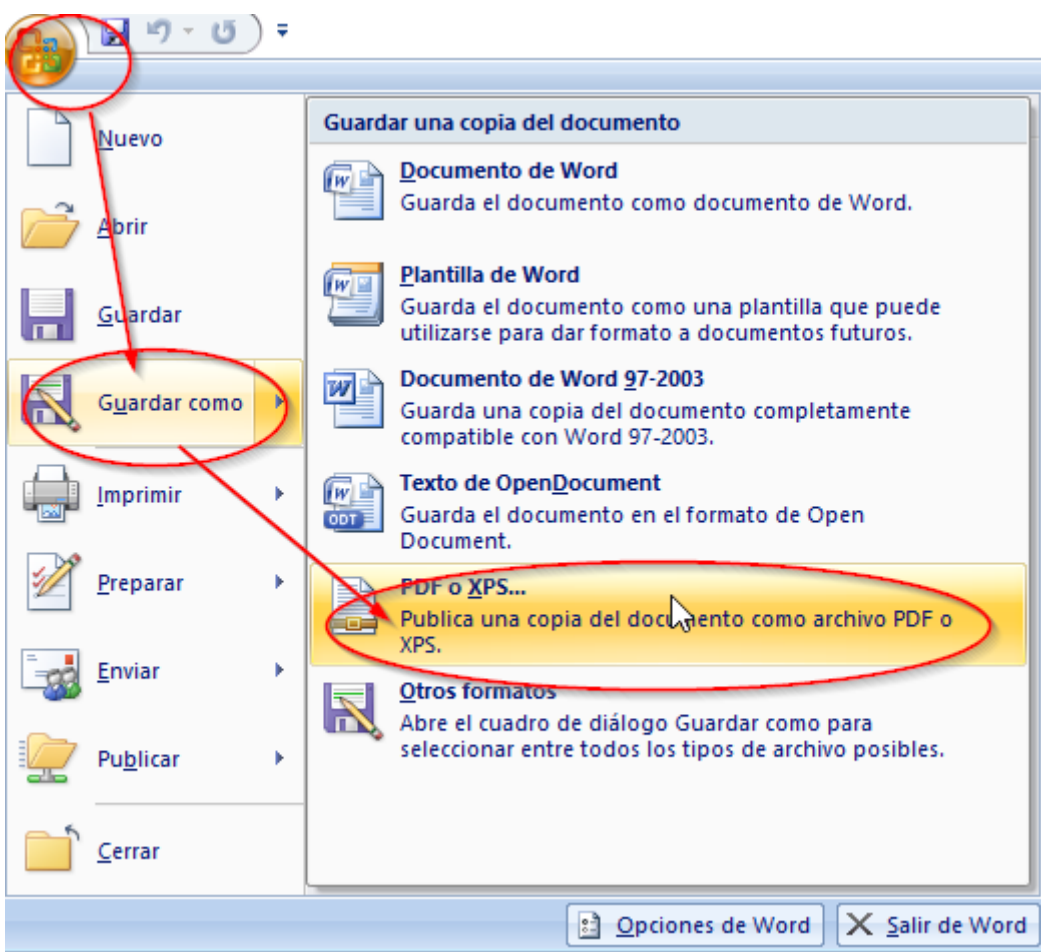 Nuevo
Abrir
Guardar
Guardar como
Imprimir
Preparar
Enviar
Publicar
Cerrar
Guardar una copia del documento
Documento de Word
Guarda el documento como documento de Word.
Plantilla de Word
Guarda el documento como una plantilla que puede
utilizarse para dar formato a documentos futuros.
Documento de Word 97-2003
Guarda una copia del documento completamente
compatible con Word 97-2003.
ODT
Texto de OpenDocument
Guarda el documento en el formato de Open
Document.
PDF o XPS...
Publica una copia del documento como archivo PDF o
XPS.
Otros formatos
Abre el cuadro de diálogo Guardar como para
seleccionar entre todos los tipos de archivo posibles.
Opciones de Word
Salir de Word